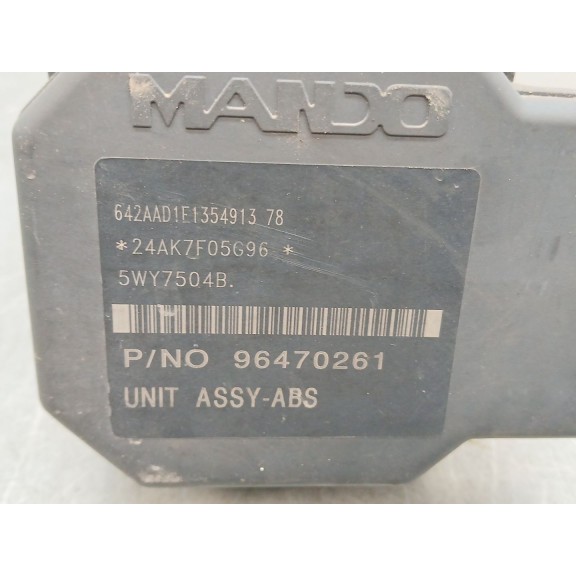 MANDO
642AAD1E1354913 78
*24AK7F05G96 *
5WY7504B.
P/NO 96470261
UNIT ASSY-ABS